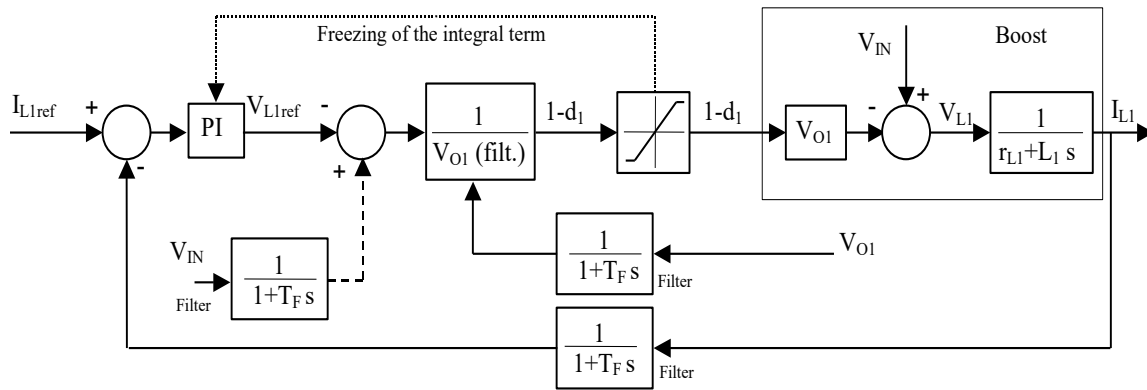 Freezing of the integral term
Boost
V_IN
I_L1ref
+
PI
V_L1ref
-
1
V_O1 (filt.)
1-d_1
1-d_1
V_O1
-
+
V_L1
1
r_L1+L_1 s
I_L1
-
+
V_IN
Filter
1
1+T_F s
1
1+T_F s
Filter
V_O1
1
1+T_F s
Filter